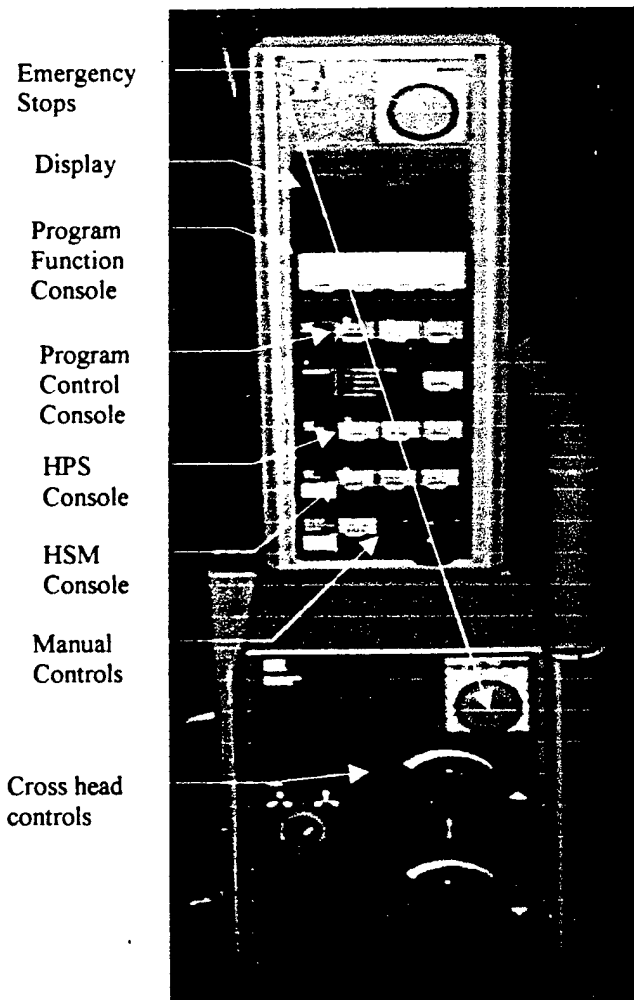 Emergency
Stops
Display
Program
Function
Console
Program
Control
Console
HPS
Console
HSM
Console
Manual
Controls
Cross head
controls